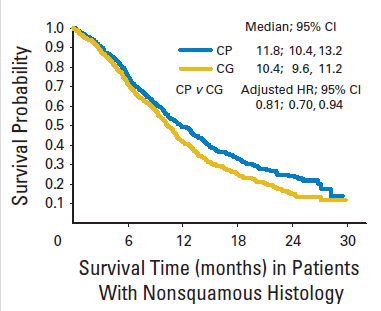 Median; 95% CI
CP 11.8; 10.4, 13.2
CG 10.4; 9.6, 11.2
CP v CG Adjusted HR; 95% CI
0.81; 0.70, 0.94
Survival Probability
1.0
0.9
0.8
0.7
0.6
0.5
0.4
0.3
0.2
0.1
0 6 12 18 24 30
Survival Time (months) in Patients
With Nonsquamous Histology